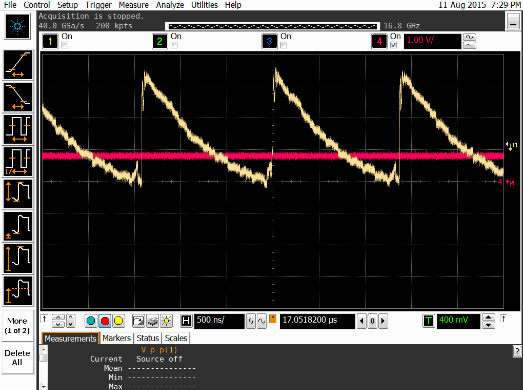 File Control Setup Trigger Measure Analyze Utilities Help 11 Aug 2015 7:29 PM
Acquisition is stopped.
40.0 GSa/s 200 kpts 16.0 GHz
1 On 2 On 3 On 4 On 1.00 V/
More
(1 of 2)
Delete
All
H 500 ns/ 17.0518200 µs 0 T 400 mV
Measurements Markers Status Scales
V p p(1)
Current Source off
Mean ---------------
Min ---------------
Max ---------------